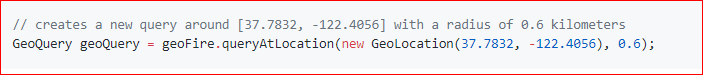 // creates a new query around [37.7832, -122.4056] with a radius of 0.6 kilometers
GeoQuery geoQuery = geoFire.queryAtLocation(new GeoLocation(37.7832, -122.4056), 0.6);